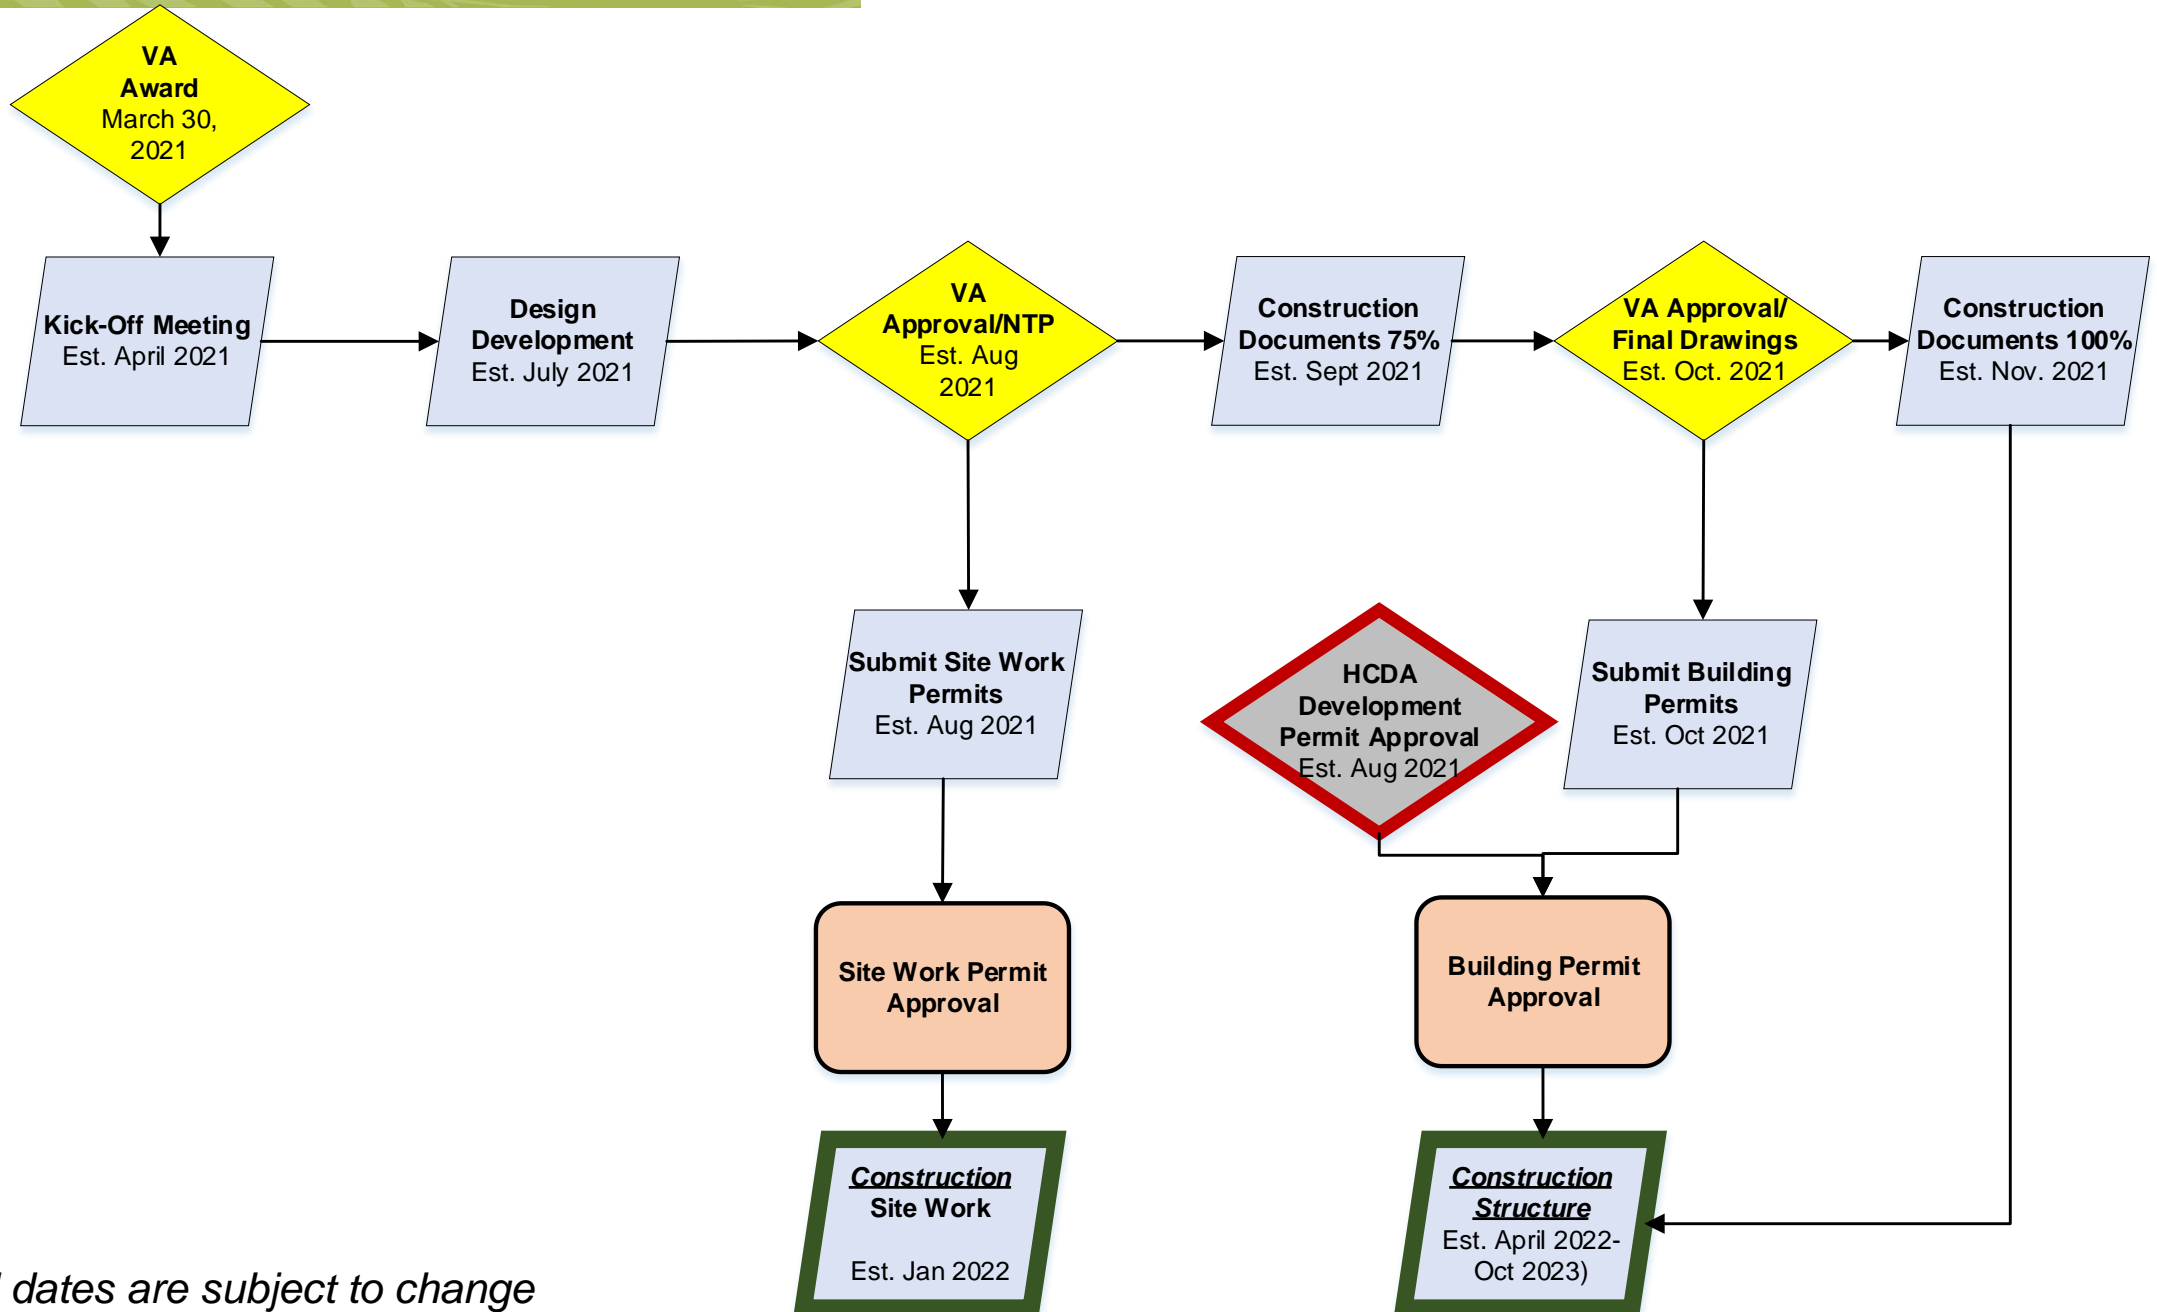 VA
Award
March 30,
2021
Kick-Off Meeting
Est. April 2021
Design
Development
Est. July 2021
VA
Approval/NTP
Est. Aug
2021
Construction
Documents 75%
Est. Sept 2021
VA Approval/
Final Drawings
Est. Oct. 2021
Construction
Documents 100%
Est. Nov. 2021
Submit Site Work
Permits
Est. Aug 2021
HCDA
Development
Permit Approval
Est. Aug 2021
Submit Building
Permits
Est. Oct 2021
Site Work Permit
Approval
Building Permit
Approval
Construction
Site Work
Est. Jan 2022
Construction
Structure
Est. April 2022-
Oct 2023)
dates are subject to change